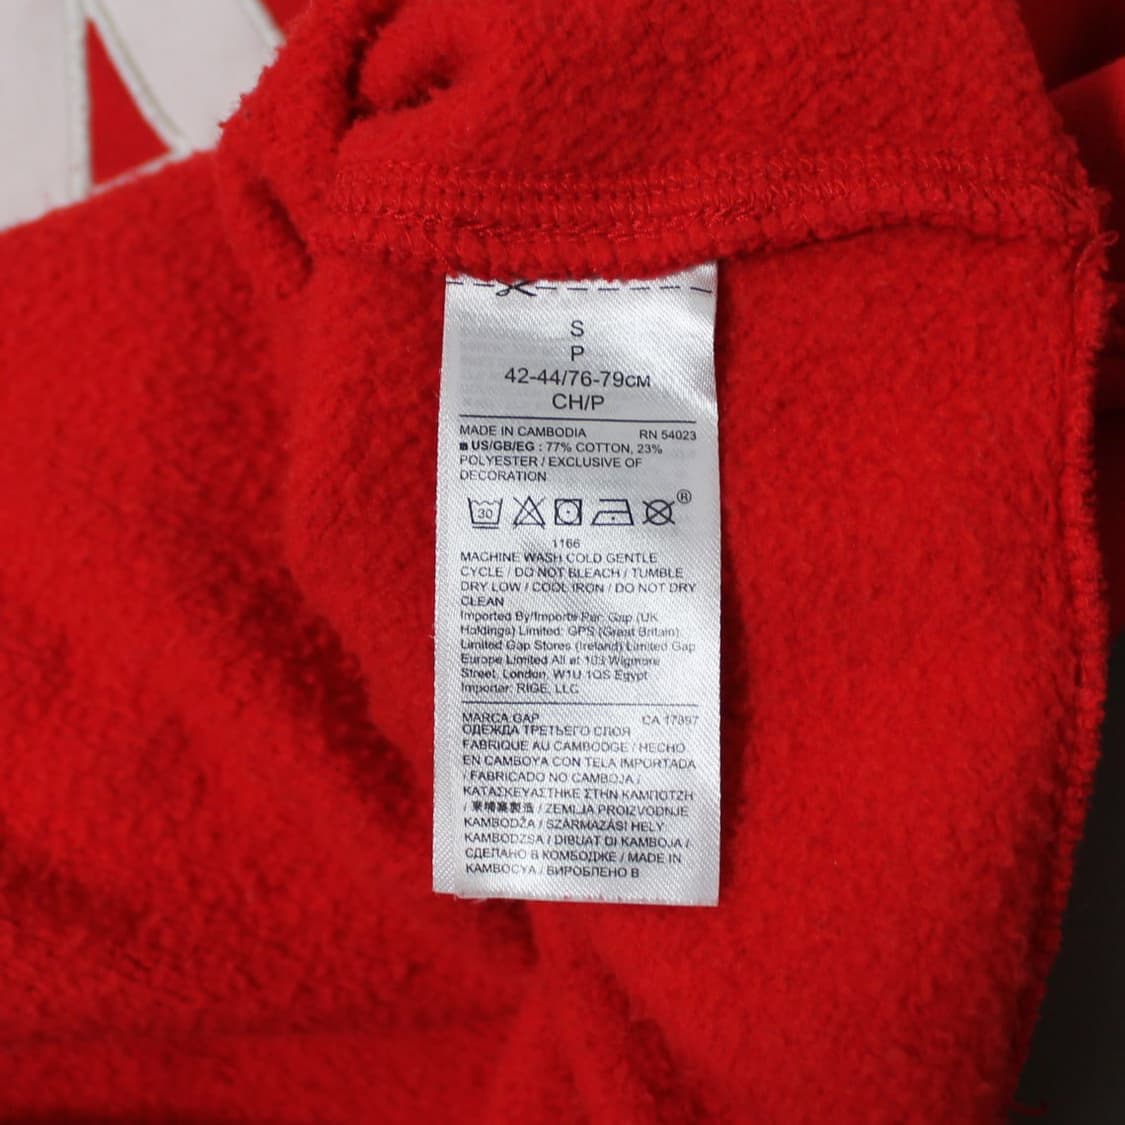 S
P
42-44/76-79CM
CH/P
MADE IN CAMBODIA RN 54023
US/GB/EG : 77% COTTON, 23%
POLYESTER / EXCLUSIVE OF
DECORATION
30 ®
1166
MACHINE WASH COLD GENTLE
CYCLE / DO NOT BLEACH / TUMBLE
DRY LOW / COOL IRON / DO NOT DRY
CLEAN
Imported By/Imports Par: Gap (UK
Holdings) Limited: GPS (Great Britain)
Limited Gap Stores (Ireland) Limited Gap
Europe Limited All at 103 Wigmore
Street, London, W1U 1QS Egypt
Importer: RIGE, LLC
MARCA GAP CA 17897
ОДЕЖДА ТРЕТЬЕГО СЛОЯ
FABRIQUE AU CAMBODGE / HECHO
EN CAMBOYA CON TELA IMPORTADA
/ FABRICADO NO CAMBOJA /
ΚΑΤΑΣΚΕΥΑΣΤΗΚΕ ΣΤΗΝ ΚΑΜΠΟΤΖΗ
/ 柬埔寨製造 / ZEMLJA PROIZVODNJE
KAMBODŽA / SZÁRMAZÁSI HELY
KAMBODZSA / DIBUAT DI KAMBOJA /
СДЕЛАНО В КОМБОДЖЕ / MADE IN
KAMBOCYA / ВИРОБЛЕНО В